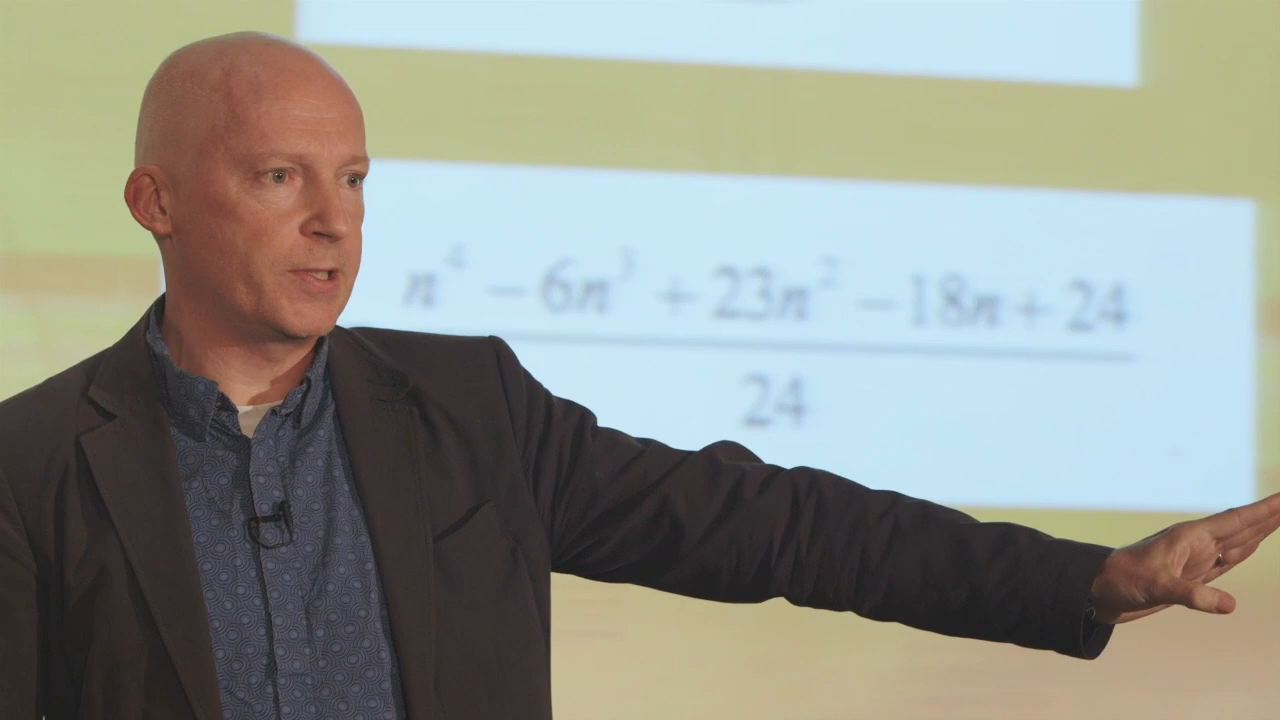 n⁴ − 6n³ + 23n² − 18n + 24
24